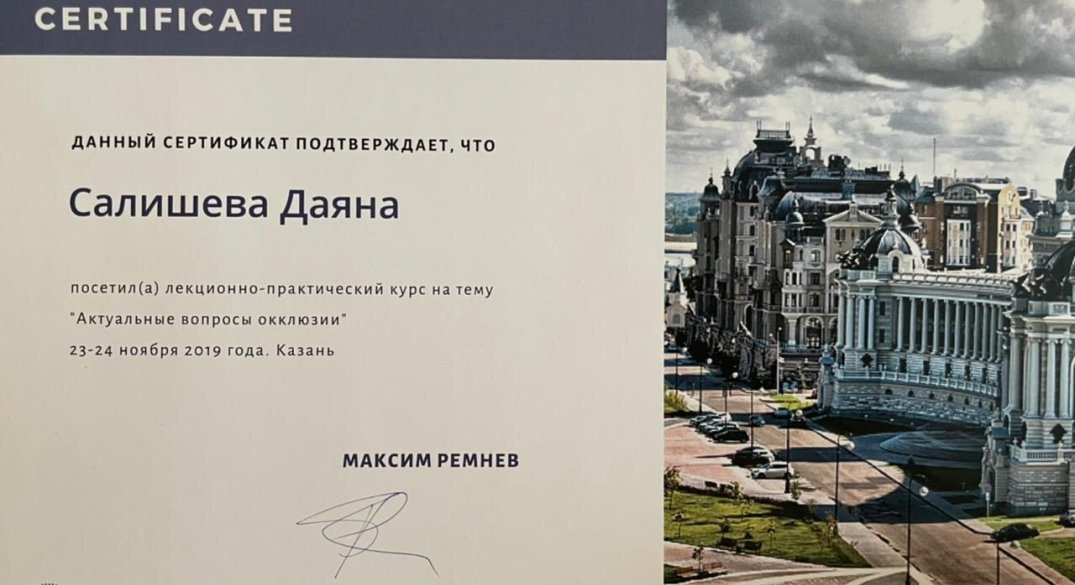 CERTIFICATE
ДАННЫЙ СЕРТИФИКАТ ПОДТВЕРЖДАЕТ, ЧТО
Салишева Даяна
посетил(а) лекционно-практический курс на тему
"Актуальные вопросы окклюзии"
23-24 ноября 2019 года. Казань
МАКСИМ РЕМНЕВ